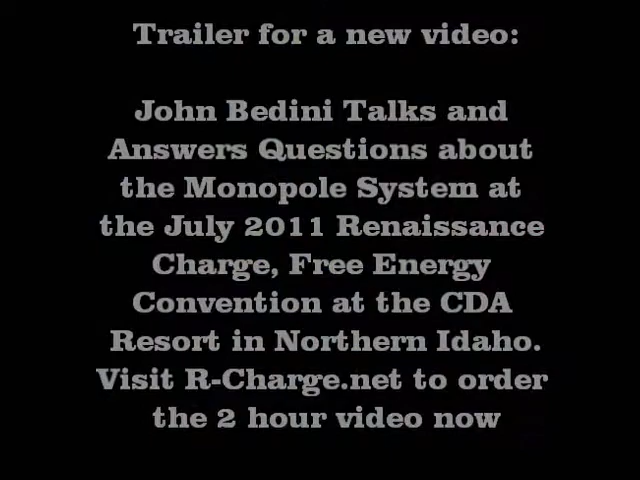 Trailer for a new video:
John Bedini Talks and
Answers Questions about
the Monopole System at
the July 2011 Renaissance
Charge, Free Energy
Convention at the CDA
Resort in Northern Idaho.
Visit R-Charge.net to order
the 2 hour video now